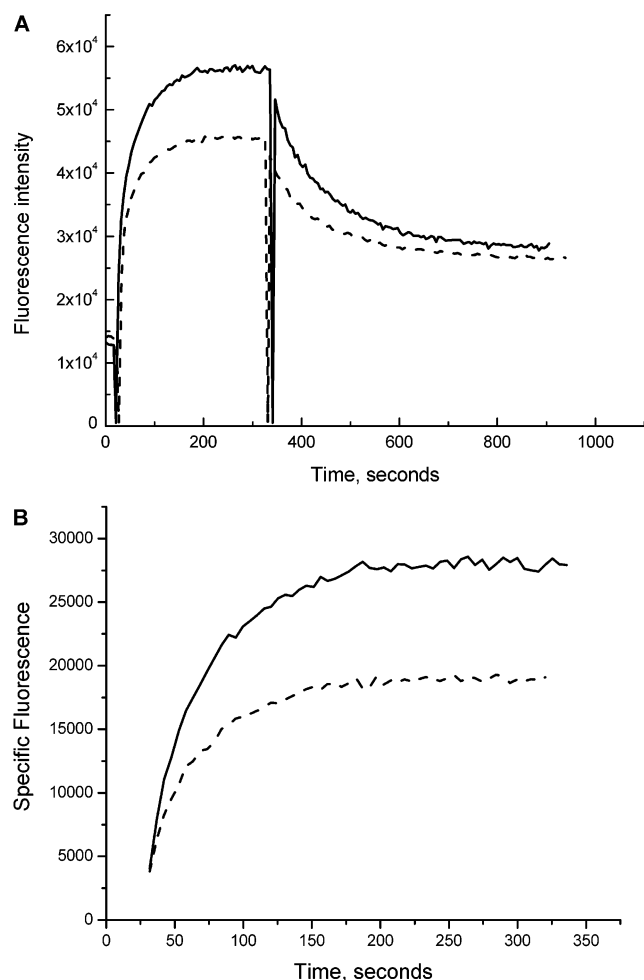 A
6x10⁴
5x10⁴
4x10⁴
3x10⁴
2x10⁴
1x10⁴
0
Fluorescence intensity
0 200 400 600 800 1000
Time, seconds
B
30000
25000
20000
15000
10000
5000
0
Specific Fluorescence
0 50 100 150 200 250 300 350
Time, seconds